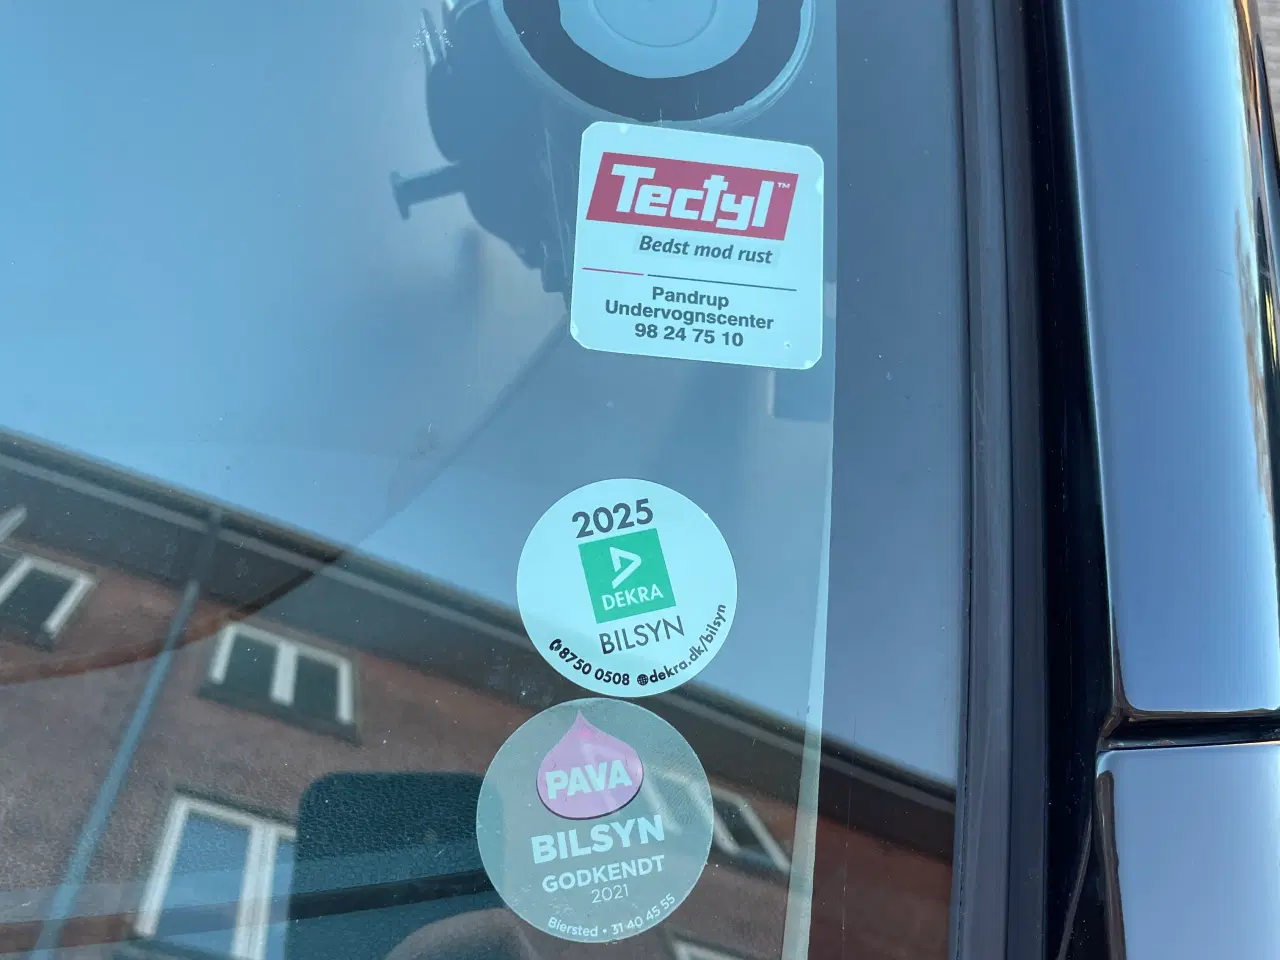 Tectyl™
Bedst mod rust
Pandrup
Undervognscenter
98 24 75 10
2025
DEKRA
BILSYN
8750 0508 dekra.dk/bilsyn
PAVA
BILSYN
GODKENDT
2021
Biersted • 31 40 45 55